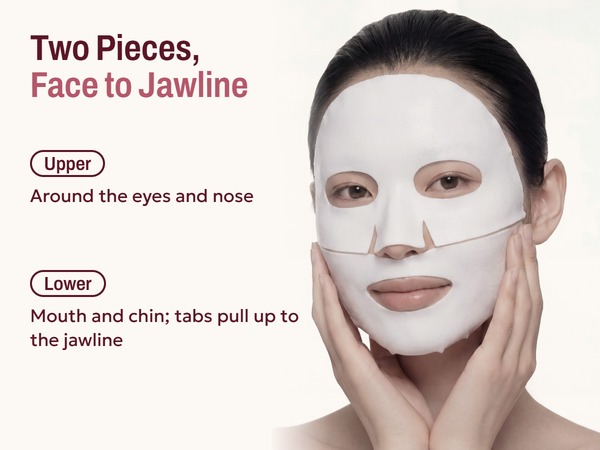 Two Pieces,
Face to Jawline
Upper
Around the eyes and nose
Lower
Mouth and chin; tabs pull up to
the jawline